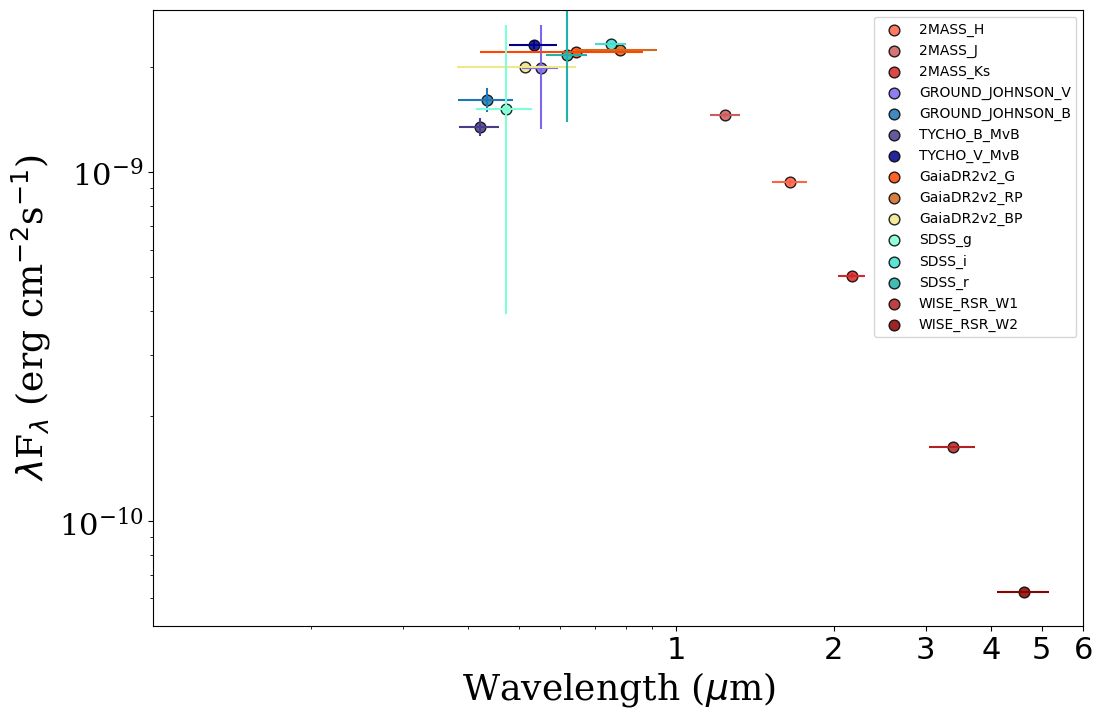 2MASS_H
2MASS_J
2MASS_Ks
GROUND_JOHNSON_V
GROUND_JOHNSON_B
TYCHO_B_MvB
TYCHO_V_MvB
GaiaDR2v2_G
GaiaDR2v2_RP
GaiaDR2v2_BP
SDSS_g
SDSS_i
SDSS_r
WISE_RSR_W1
WISE_RSR_W2
λF_λ (erg cm⁻²s⁻¹)
10⁻⁹
10⁻¹⁰
1 2 3 4 5 6
Wavelength (μm)